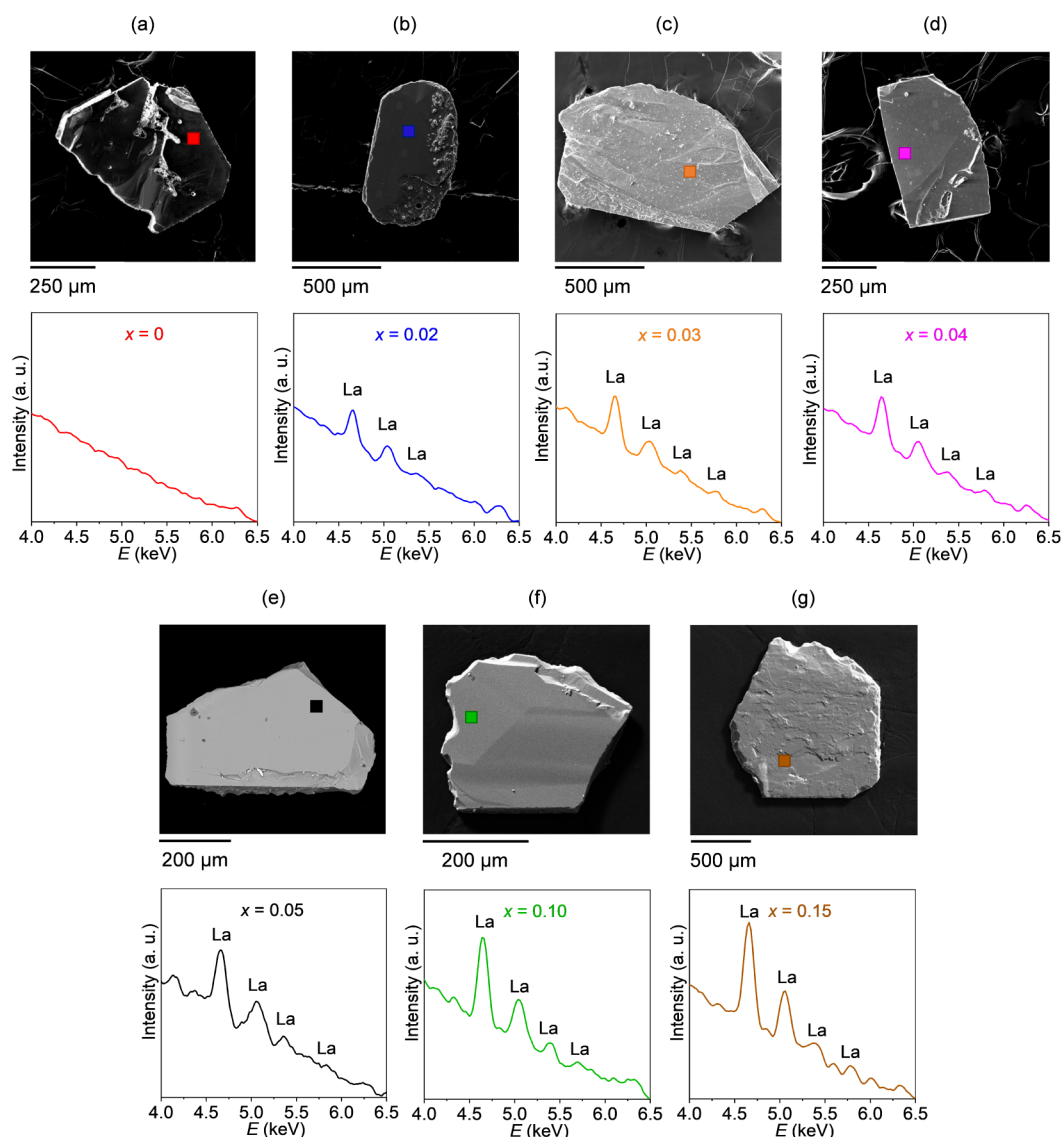 (a) (b) (c) (d)
250 µm 500 µm 500 µm 250 µm
x = 0 x = 0.02 x = 0.03 x = 0.04
La La La
La La La La
La La La La
Intensity (a. u.) Intensity (a. u.) Intensity (a.u.) Intensity (a. u.)
4.0 4.5 5.0 5.5 6.0 6.5 4.0 4.5 5.0 5.5 6.0 6.5 4.0 4.5 5.0 5.5 6.0 6.5 4.0 4.5 5.0 5.5 6.0 6.5
E (keV) E (keV) E (keV) E (keV)
(e) (f) (g)
200 µm 200 µm 500 µm
x = 0.05 x = 0.10 x = 0.15
La La La La
La La La La
La La La La
Intensity (a. u.) Intensity (a. u.) Intensity (a. u.)
4.0 4.5 5.0 5.5 6.0 6.5 4.0 4.5 5.0 5.5 6.0 6.5 4.0 4.5 5.0 5.5 6.0 6.5
E (keV) E (keV) E (keV)